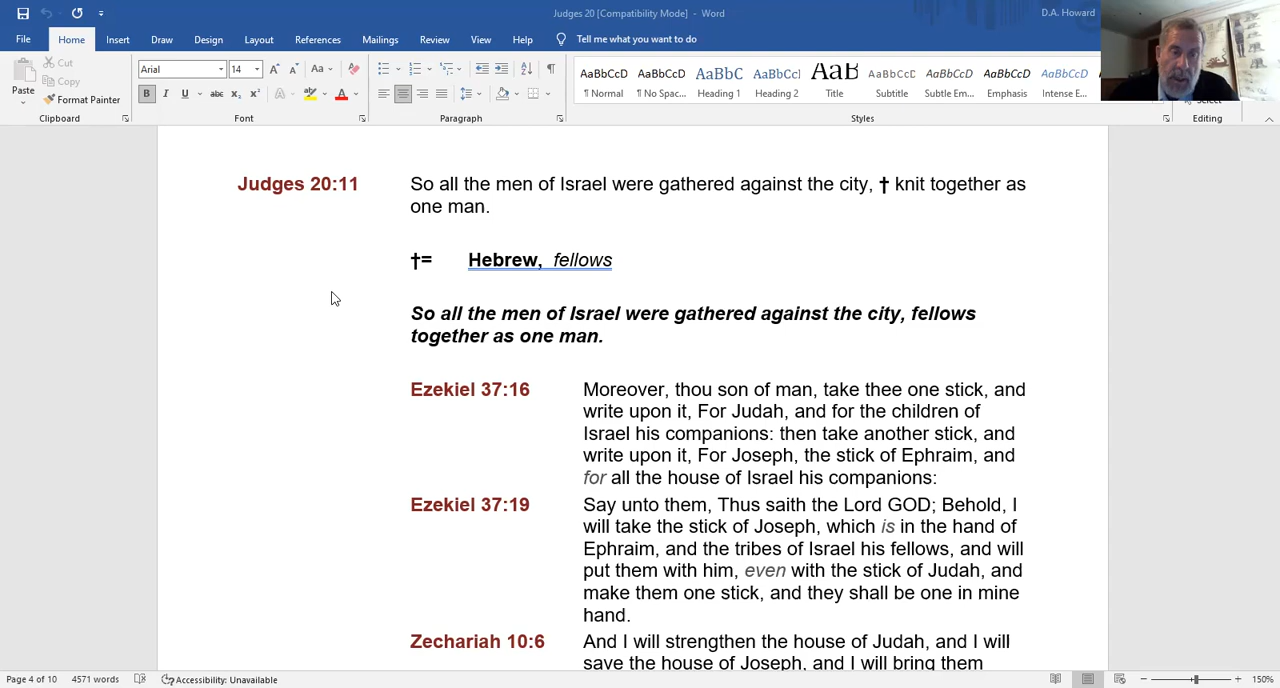 Judges 20 [Compatibility Mode] - Word
D.A. Howard
File Home Insert Draw Design Layout References Mailings Review View Help Tell me what you want to do
Paste
Cut
Copy
Format Painter
Clipboard
Arial 14
Font
Paragraph
AaBbCcD AaBbCcD AaBbC AaBbCcI AaB AaBbCcD AaBbCcD AaBbCcD AaBbCcD
¶ Normal ¶ No Spac... Heading 1 Heading 2 Title Subtitle Subtle Em... Emphasis Intense E...
Styles
Select
Editing
Judges 20:11 So all the men of Israel were gathered against the city, † knit together as
one man.
†= Hebrew, fellows
So all the men of Israel were gathered against the city, fellows
together as one man.
Ezekiel 37:16 Moreover, thou son of man, take thee one stick, and
write upon it, For Judah, and for the children of
Israel his companions: then take another stick, and
write upon it, For Joseph, the stick of Ephraim, and
for all the house of Israel his companions:
Ezekiel 37:19 Say unto them, Thus saith the Lord GOD; Behold, I
will take the stick of Joseph, which is in the hand of
Ephraim, and the tribes of Israel his fellows, and will
put them with him, even with the stick of Judah, and
make them one stick, and they shall be one in mine
hand.
Zechariah 10:6 And I will strengthen the house of Judah, and I will
save the house of Joseph, and I will bring them
Page 4 of 10 4571 words Accessibility: Unavailable 150%